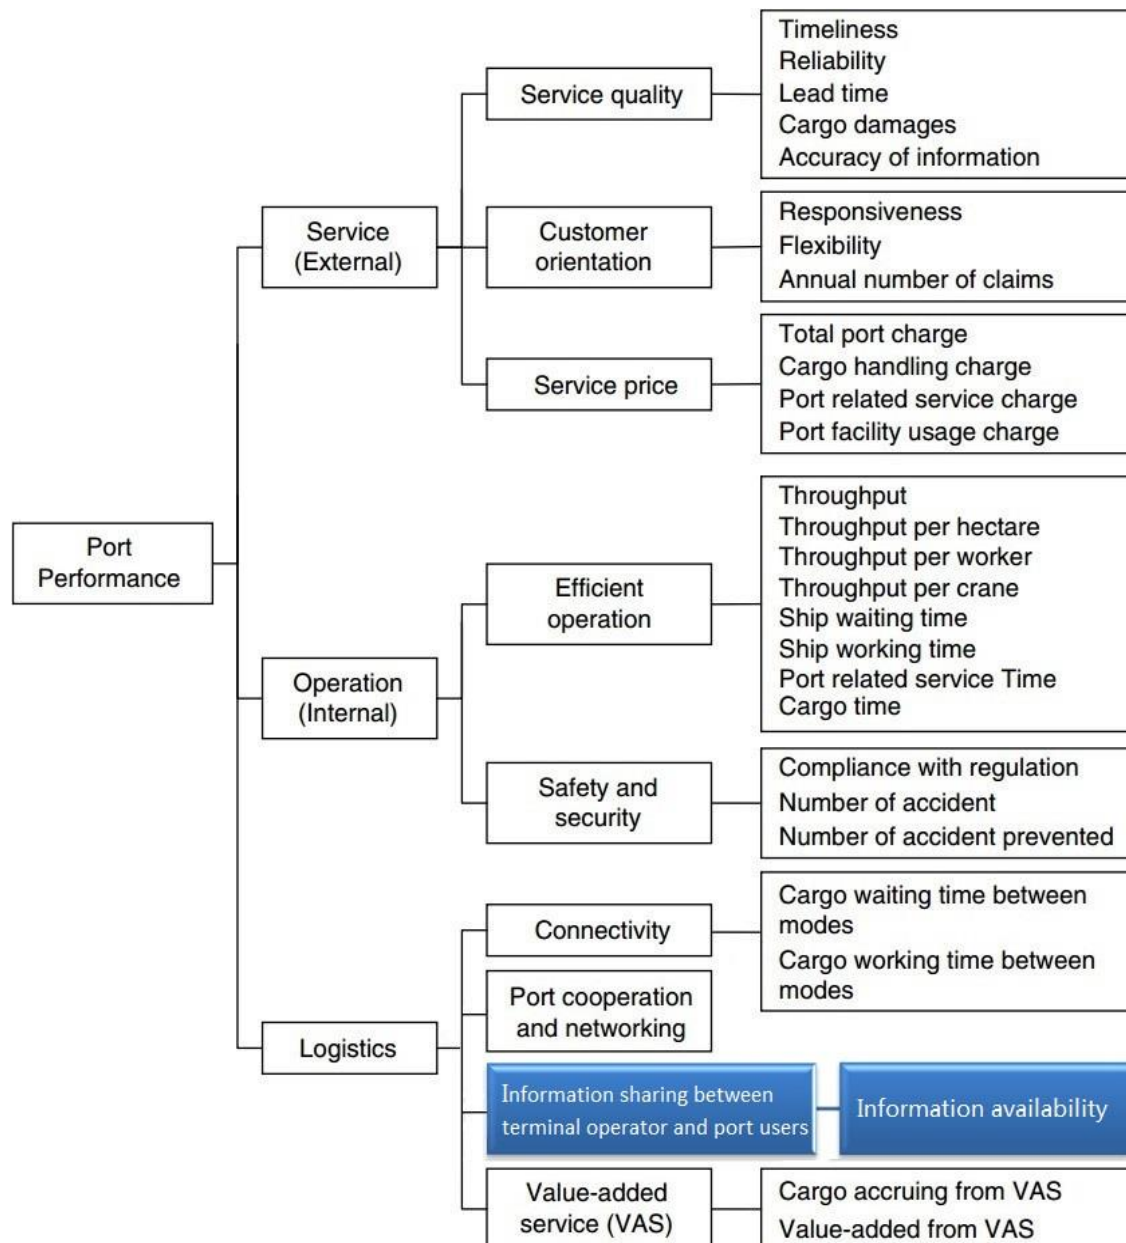 Port
Performance
Service
(External)
Service quality
Timeliness
Reliability
Lead time
Cargo damages
Accuracy of information
Customer
orientation
Responsiveness
Flexibility
Annual number of claims
Service price
Total port charge
Cargo handling charge
Port related service charge
Port facility usage charge
Operation
(Internal)
Efficient
operation
Throughput
Throughput per hectare
Throughput per worker
Throughput per crane
Ship waiting time
Ship working time
Port related service Time
Cargo time
Safety and
security
Compliance with regulation
Number of accident
Number of accident prevented
Logistics
Connectivity
Cargo waiting time between
modes
Cargo working time between
modes
Port cooperation
and networking
Information sharing between
terminal operator and port users
Information availability
Value-added
service (VAS)
Cargo accruing from VAS
Value-added from VAS